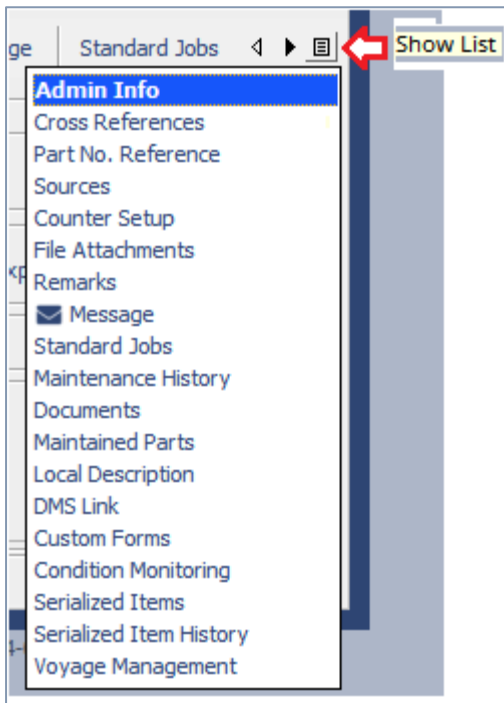 ge Standard Jobs Show List
Admin Info
Cross References
Part No. Reference
Sources
Counter Setup
File Attachments
xp
Remarks
Message
Standard Jobs
Maintenance History
Documents
Maintained Parts
Local Description
DMS Link
Custom Forms
Condition Monitoring
Serialized Items
Serialized Item History
Voyage Management